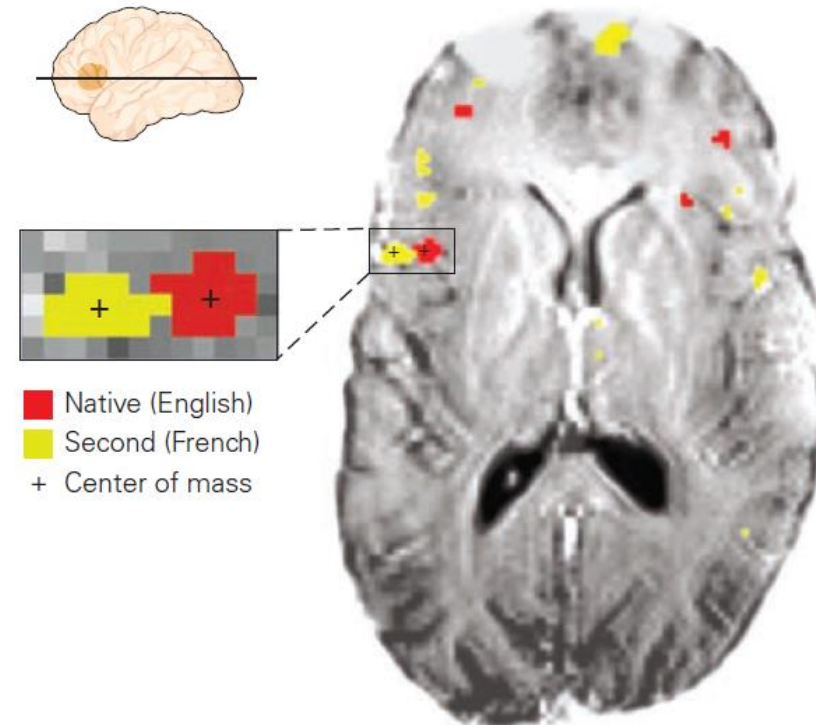 Native (English)
Second (French)
+ Center of mass